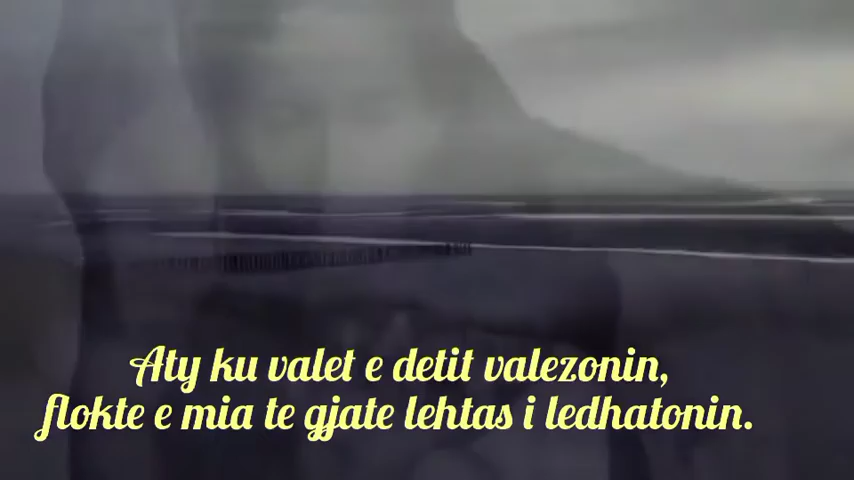 Aty ku valet e detit valezonin,
flokte e mia te gjate lehtas i ledhatonin.